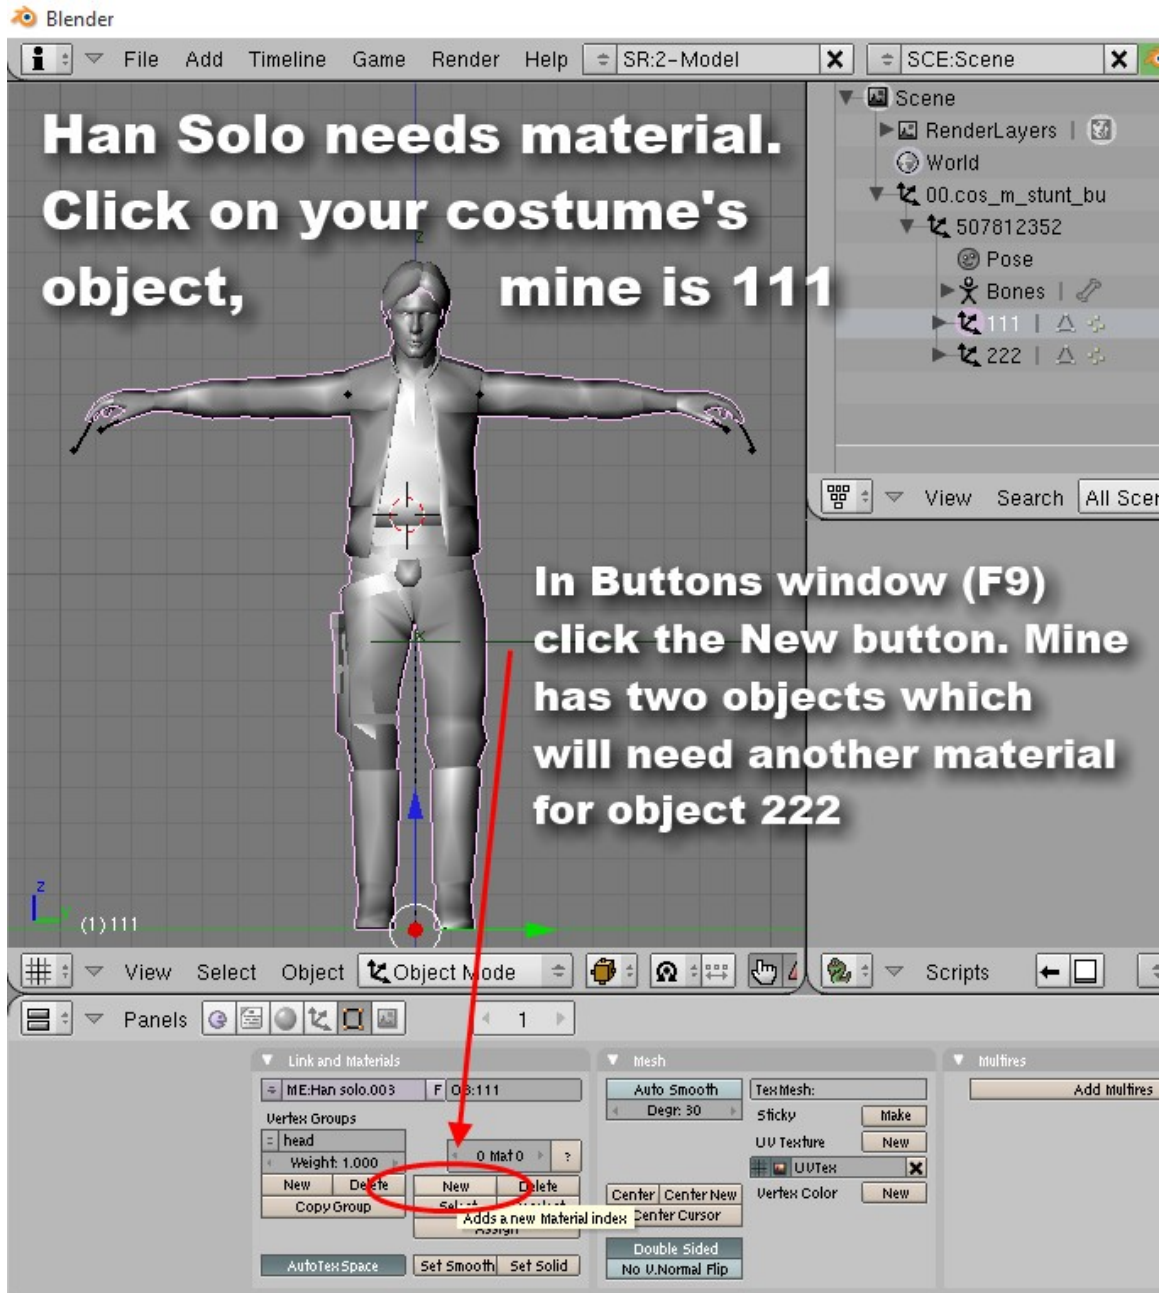 Blender
File Add Timeline Game Render Help SR:2-Model SCE:Scene
Scene
RenderLayers
World
00.cos_m_stunt_bu
507812352
Pose
Bones
111
222
Han Solo needs material.
Click on your costume's
object, mine is 111
z
In Buttons window (F9)
click the New button. Mine
has two objects which
will need another material
for object 222
View Search All Scen
z
(1) 111
View Select Object Object Mode
Scripts
Panels 1
Link and Materials
ME:Han solo.003 F OB:111
Vertex Groups
head
Weight: 1.000
0 Mat 0 ?
New Delete New Delete
Copy Group
Adds a new Material index
Assign
AutoTexSpace Set Smooth Set Solid
Mesh
Auto Smooth
Degr: 30
TexMesh:
Sticky Make
UV Texture New
UVTex
Vertex Color New
Center Center New
Center Cursor
Double Sided
No V.Normal Flip
Multires
Add Multires